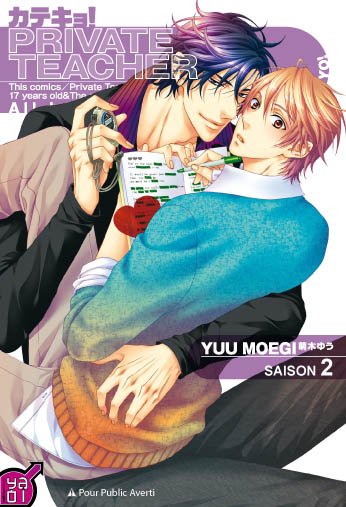 カテキョ!
PRIVATE
TEACHER
This comics/Private
17 years old&The
YUU MOEGI 萌木ゆう
SAISON 2
Pour Public Averti
yaoi